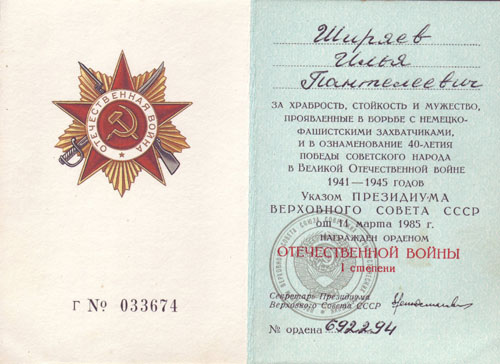 ОТЕЧЕСТВЕННАЯ ВОЙНА
Г № 033674
Ширяев
Илья
Пантелеевич
ЗА ХРАБРОСТЬ, СТОЙКОСТЬ И МУЖЕСТВО,
ПРОЯВЛЕННЫЕ В БОРЬБЕ С НЕМЕЦКО-
ФАШИСТСКИМИ ЗАХВАТЧИКАМИ,
И В ОЗНАМЕНОВАНИЕ 40-ЛЕТИЯ
ПОБЕДЫ СОВЕТСКОГО НАРОДА
В ВЕЛИКОЙ ОТЕЧЕСТВЕННОЙ ВОЙНЕ
1941—1945 ГОДОВ
УКАЗОМ ПРЕЗИДИУМА
ВЕРХОВНОГО СОВЕТА СССР
от 11 марта 1985 г.
НАГРАЖДЕН ОРДЕНОМ
ОТЕЧЕСТВЕННОЙ ВОЙНЫ
I степени
Секретарь Президиума
Верховного Совета СССР
№ ордена 692294